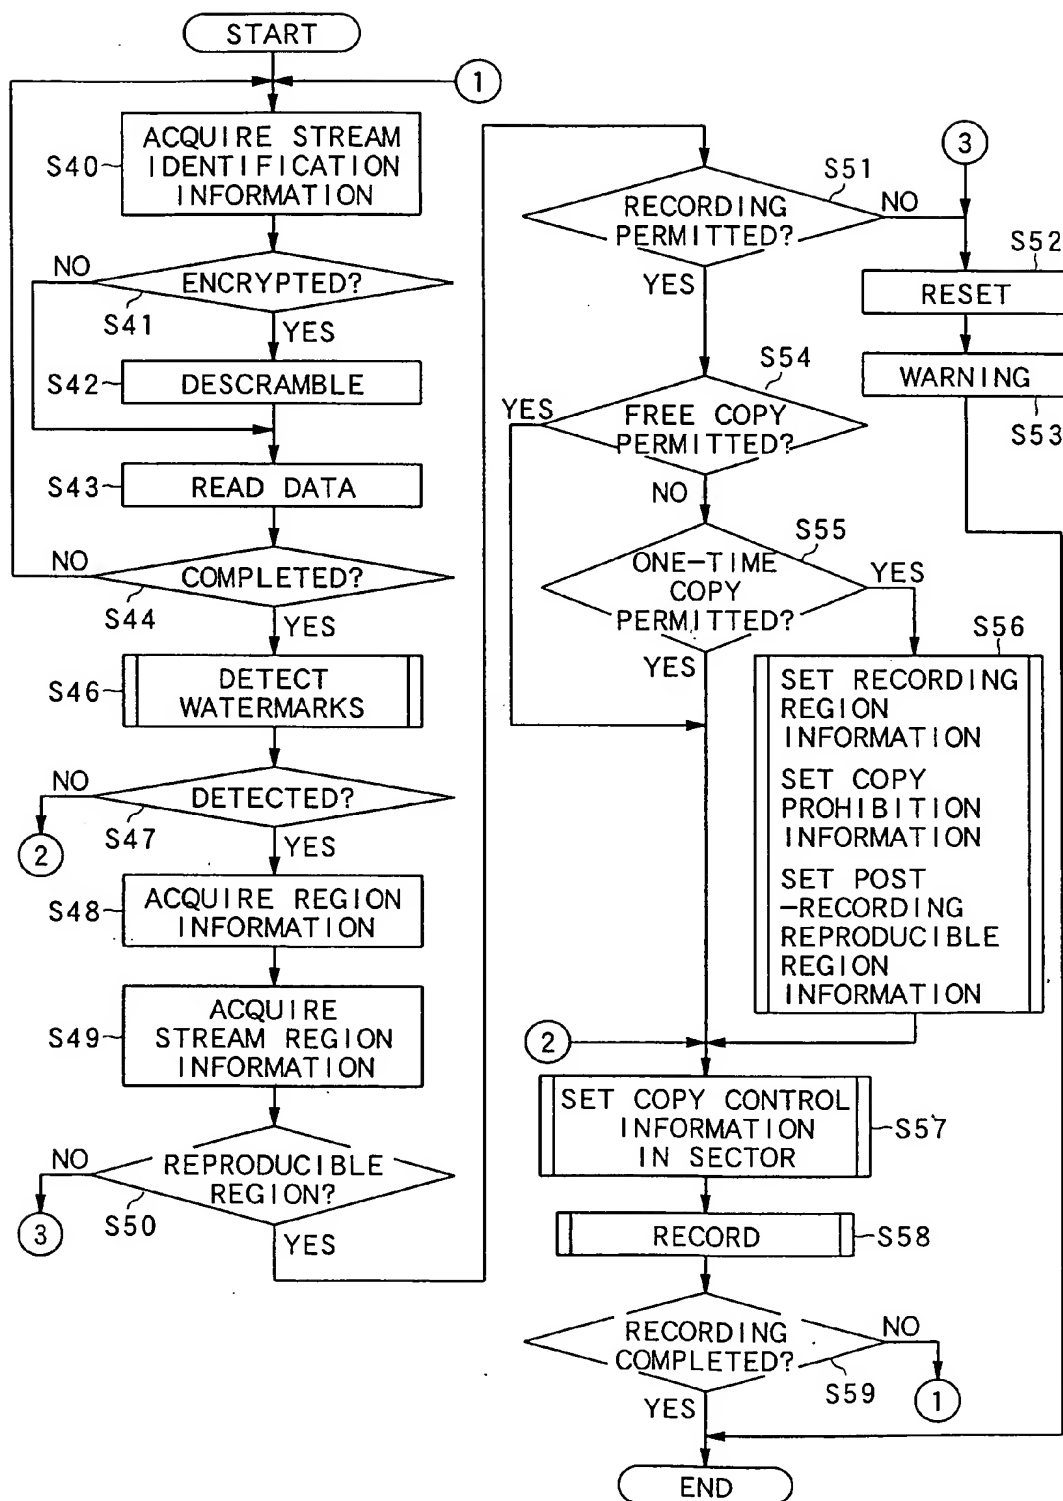 START
1
S40
ACQUIRE STREAM
IDENTIFICATION
INFORMATION
NO
ENCRYPTED?
S41
YES
S42
DESCRAMBLE
S43
READ DATA
NO
COMPLETED?
S44
YES
S46
DETECT
WATERMARKS
NO
DETECTED?
2
S47
YES
S48
ACQUIRE REGION
INFORMATION
S49
ACQUIRE
STREAM REGION
INFORMATION
NO
REPRODUCIBLE
REGION?
3
S50
YES
3
S51
RECORDING
PERMITTED?
NO
YES
S52
RESET
WARNING
S53
S54
YES
FREE COPY
PERMITTED?
NO
S55
ONE-TIME
COPY
PERMITTED?
YES
YES
S56
SET RECORDING
REGION
INFORMATION
SET COPY
PROHIBITION
INFORMATION
SET POST
-RECORDING
REPRODUCIBLE
REGION
INFORMATION
2
SET COPY CONTROL
INFORMATION
IN SECTOR
S57
RECORD
S58
RECORDING
COMPLETED?
NO
S59
1
YES
END